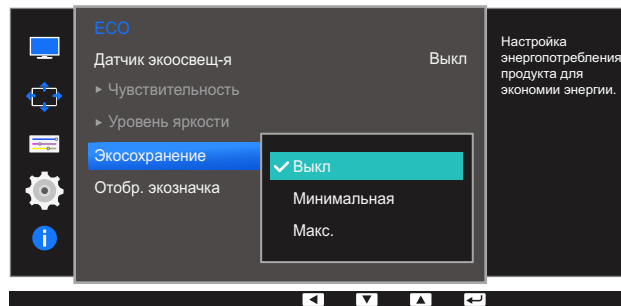 ECO
Датчик экоосвещ-я Выкл
Чувствительность
Уровень яркости
Экосохранение
Отобр. экозначка
Выкл
Минимальная
Макс.
Настройка
энергопотребления
продукта для
экономии энергии.